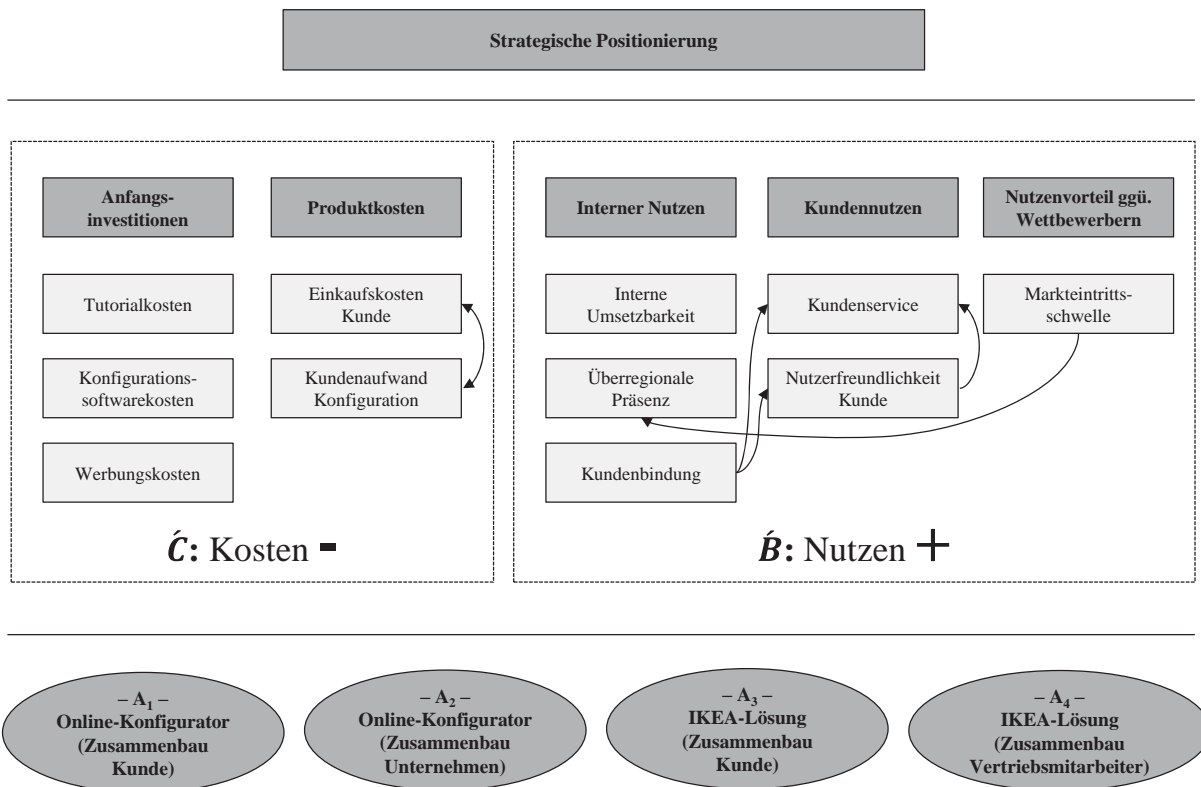 Strategische Positionierung
Anfangs-
investitionen
Produktkosten
Interner Nutzen
Kundennutzen
Nutzenvorteil ggü.
Wettbewerbern
Tutorialkosten
Einkaufskosten
Kunde
Interne
Umsetzbarkeit
Kundenservice
Markteintritts-
schwelle
Konfigurations-
softwarekosten
Kundenaufwand
Konfiguration
Überregionale
Präsenz
Nutzerfreundlichkeit
Kunde
Werbungskosten
Kundenbindung
Ć: Kosten -
B́: Nutzen +
– A₁ –
Online-Konfigurator
(Zusammenbau
Kunde)
– A₂ –
Online-Konfigurator
(Zusammenbau
Unternehmen)
– A₃ –
IKEA-Lösung
(Zusammenbau
Kunde)
– A₄ –
IKEA-Lösung
(Zusammenbau
Vertriebsmitarbeiter)